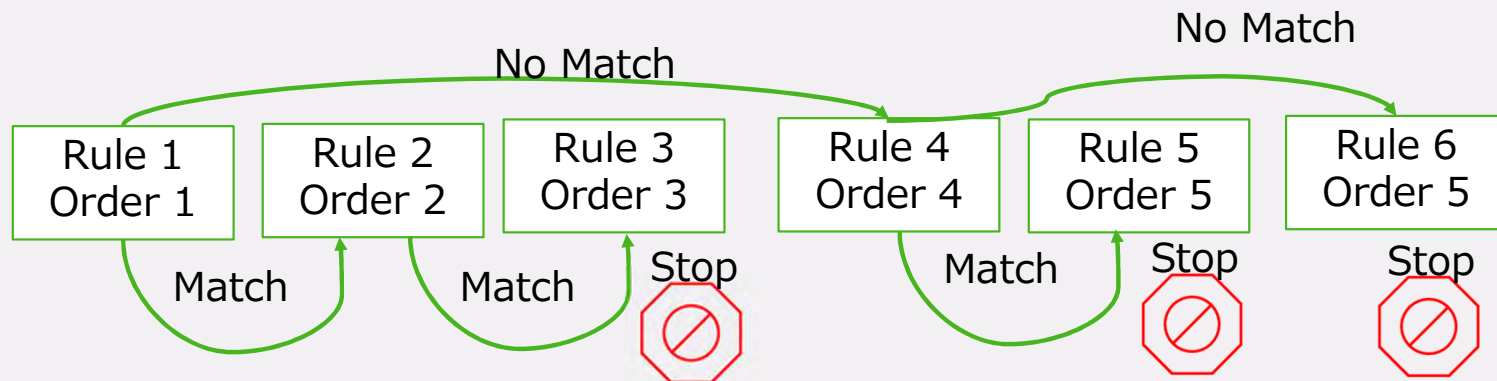 No Match
No Match
Rule 1
Order 1
Rule 2
Order 2
Rule 3
Order 3
Rule 4
Order 4
Rule 5
Order 5
Rule 6
Order 5
Match
Match
Stop
Match
Stop
Stop